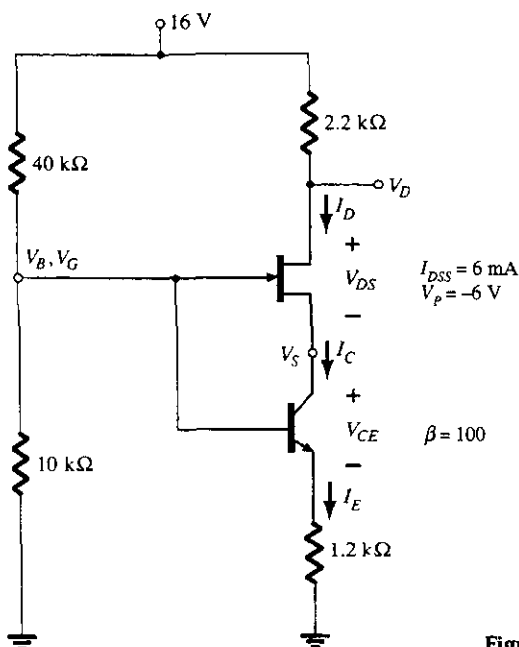 16 V
2.2 kΩ
40 kΩ
V_D
I_D
V_B, V_G
+
V_DS
−
I_DSS = 6 mA
V_P = –6 V
V_S
I_C
+
V_CE
−
β = 100
10 kΩ
I_E
1.2 kΩ
Figu